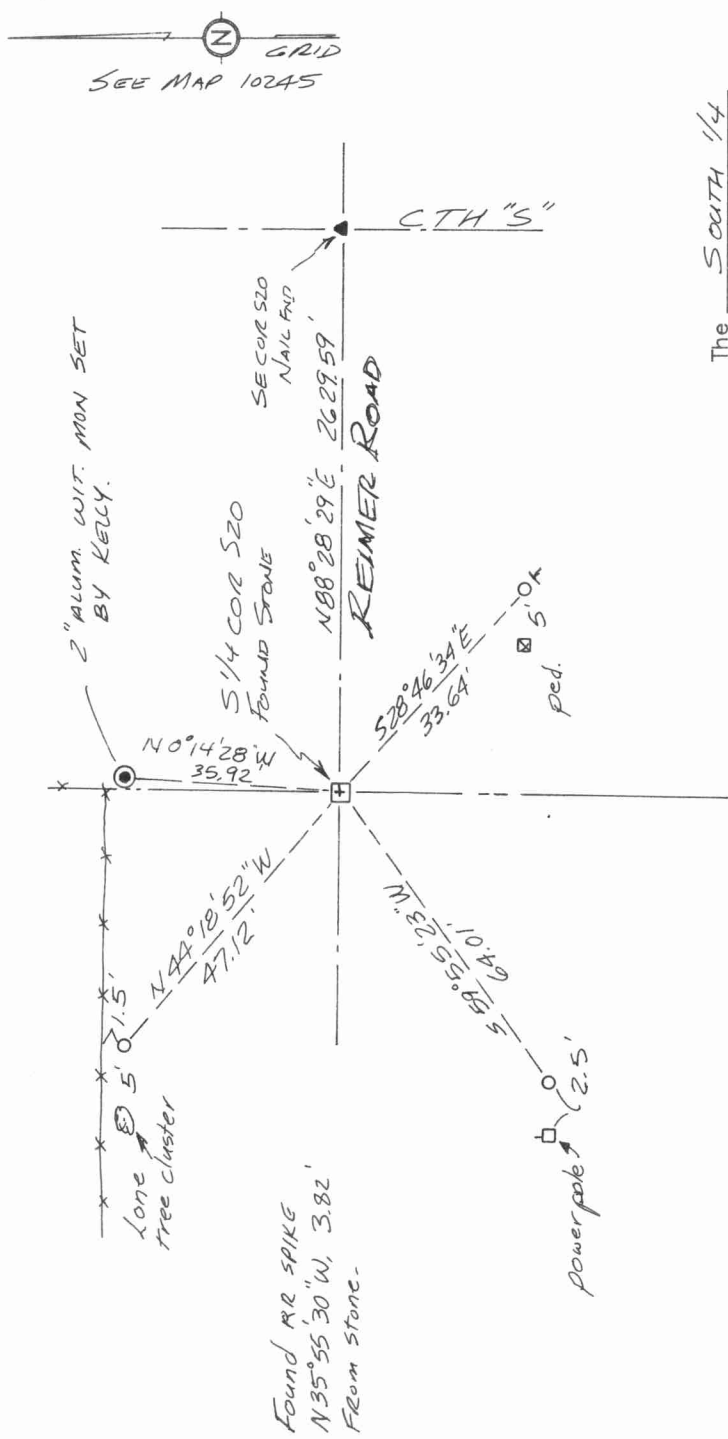 N
GRID
SEE MAP 10245
2" ALUM. WIT. MON SET
BY KELLY.
SE COR S20
NAIL FND
CTH "S"
S 1/4 COR S20
FOUND STONE
N88°28'29"E 2629.59'
REIMER ROAD
N0°14'28"W
35.92'
N44°18'52"W
47.12'
1.5'
5'
Lone
tree cluster
S28°46'34"E
33.64'
5'
ped.
S59°55'23"W
64.01'
2.5'
Power pole
Found RR SPIKE
N35°55'30"W, 3.82'
FROM STONE.
The SOUTH 1/4